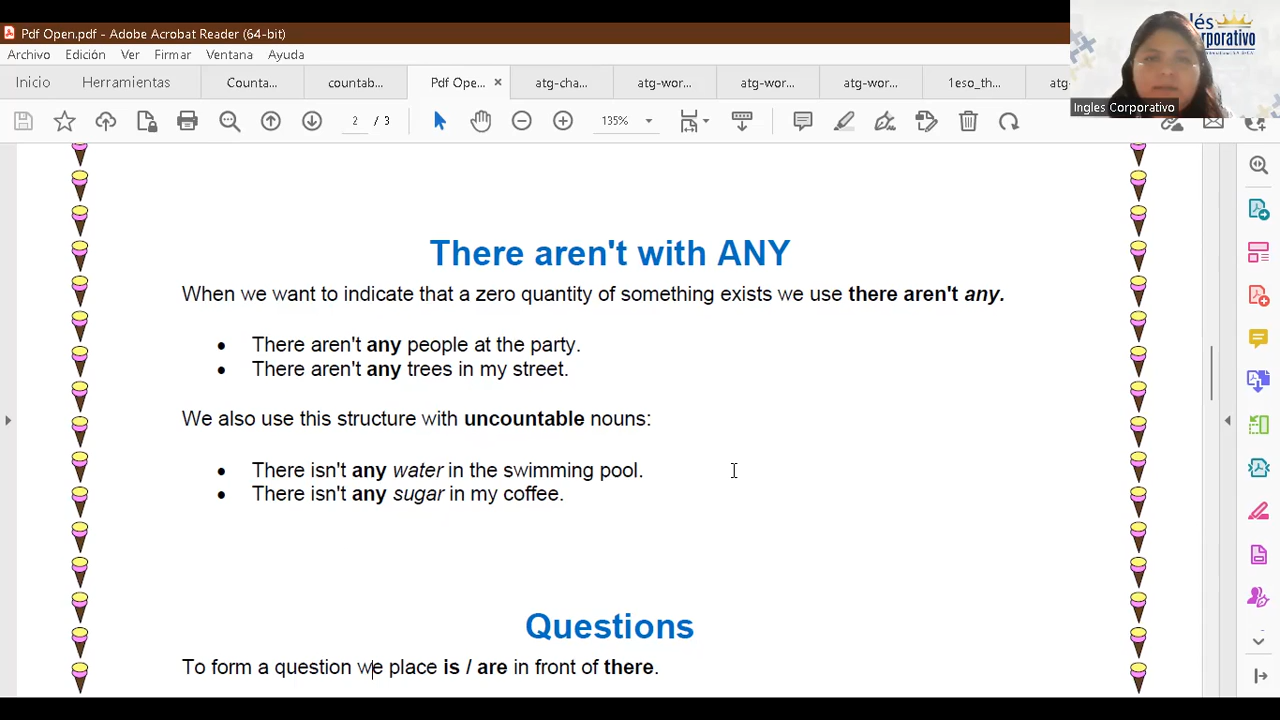 Pdf Open.pdf - Adobe Acrobat Reader (64-bit)
Archivo Edición Ver Firmar Ventana Ayuda
Inicio Herramientas Counta... countab... Pdf Ope... × atg-cha... atg-wor... atg-wor... atg-wor... 1eso_th...
2 / 3 135%
Ingles Corporativo
There aren't with ANY
When we want to indicate that a zero quantity of something exists we use there aren't any.
• There aren't any people at the party.
• There aren't any trees in my street.
We also use this structure with uncountable nouns:
• There isn't any water in the swimming pool.
• There isn't any sugar in my coffee.
Questions
To form a question we place is / are in front of there.